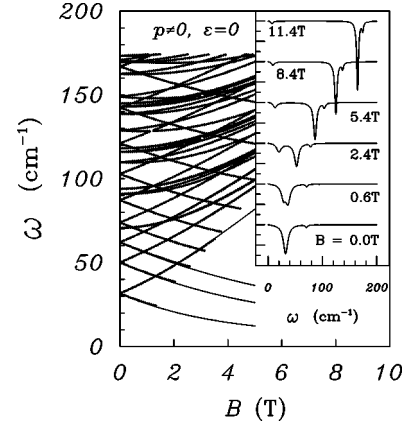 200
150
100
50
0
ω (cm⁻¹)
p≠0, ε=0
11.4T
8.4T
5.4T
2.4T
0.6T
B = 0.0T
0 100 200
ω (cm⁻¹)
0 2 4 6 8 10
B (T)